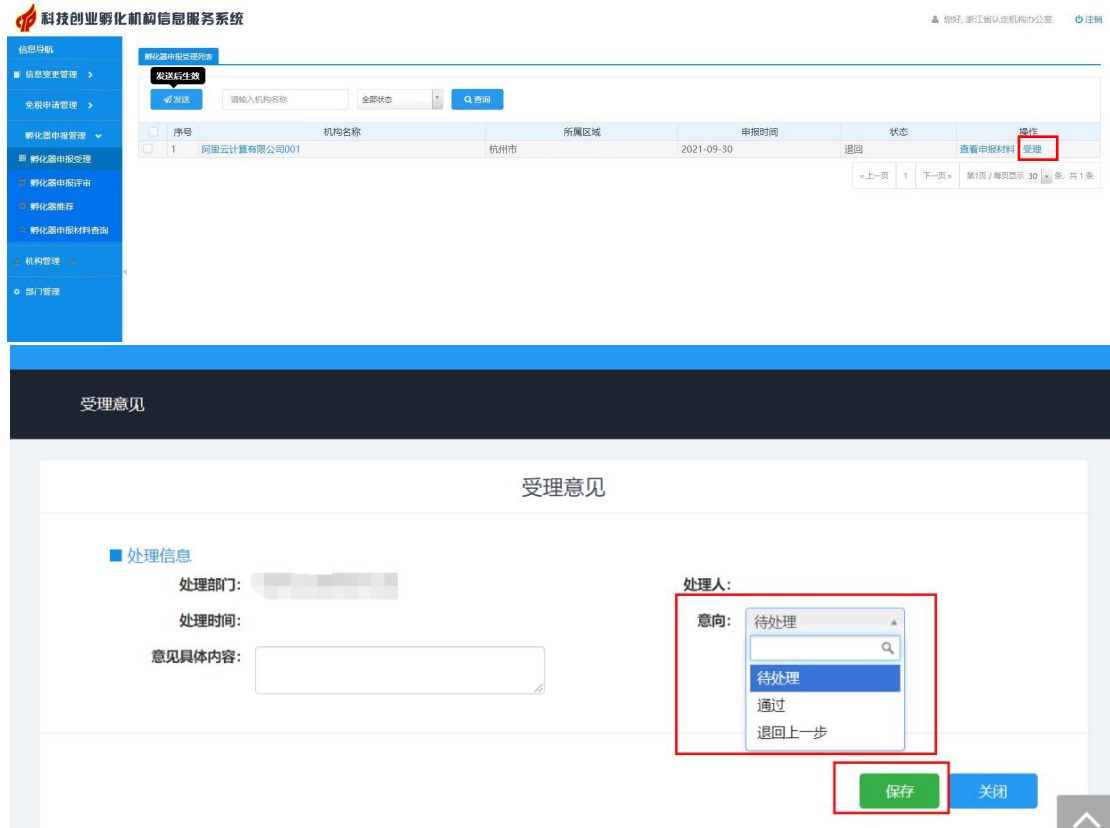 科技创业孵化机构信息服务系统
您好, 浙江省认定机构办公室 注销
信息导航
信息变更管理
免税申请管理
孵化器申报管理
孵化器申报受理
孵化器申报评审
孵化器推荐
孵化器申报材料查询
机构管理
部门管理
孵化器申报受理列表
发送后生效
发送 请输入机构名称 全部状态 查询
序号 机构名称 所属区域 申报时间 状态 操作
1 阿里云计算有限公司001 杭州市 2021-09-30 退回 查看申报材料 受理
«上一页 1 下一页» 第1页/每页显示 30 条, 共1条
受理意见
受理意见
处理信息
处理部门: 处理人:
处理时间: 意向: 待处理
意见具体内容:
待处理
通过
退回上一步
保存 关闭